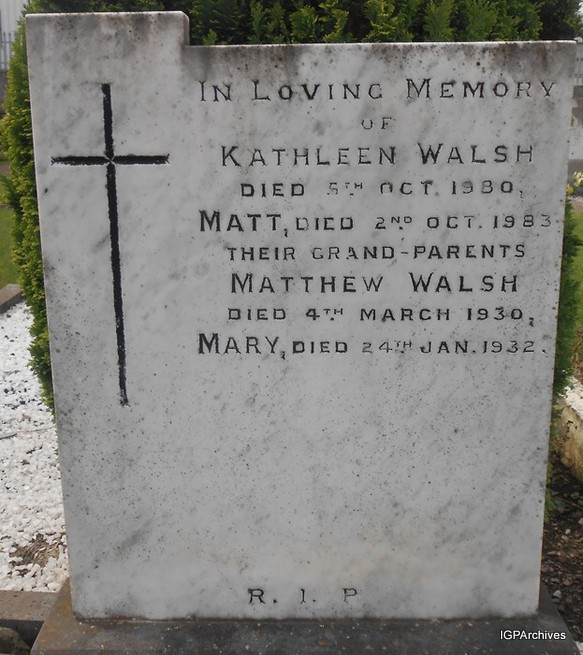 IN LOVING MEMORY
OF
KATHLEEN WALSH
DIED 5TH OCT. 1980,
MATT, DIED 2ND OCT. 1983
THEIR GRAND-PARENTS
MATTHEW WALSH
DIED 4TH MARCH 1930,
MARY, DIED 24TH JAN. 1932.
R. I. P
IGPArchives